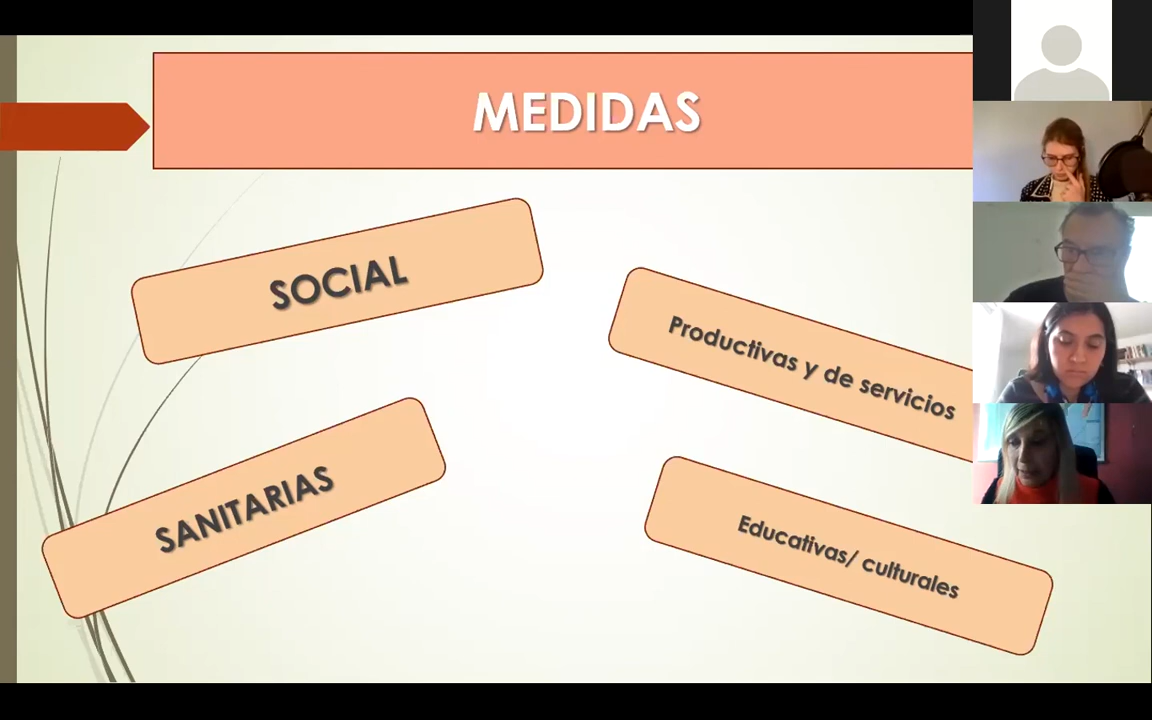 MEDIDAS
SOCIAL
Productivas y de servicios
SANITARIAS
Educativas/ culturales